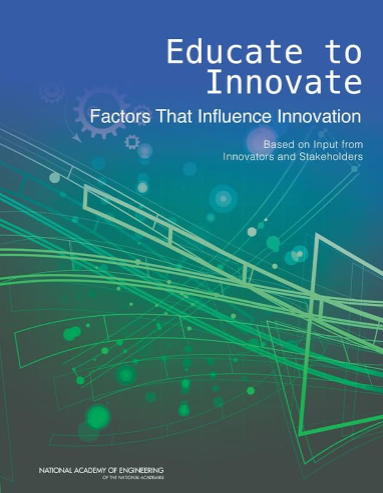 Educate to
Innovate
Factors That Influence Innovation
Based on Input from
Innovators and Stakeholders
NATIONAL ACADEMY OF ENGINEERING
OF THE NATIONAL ACADEMIES